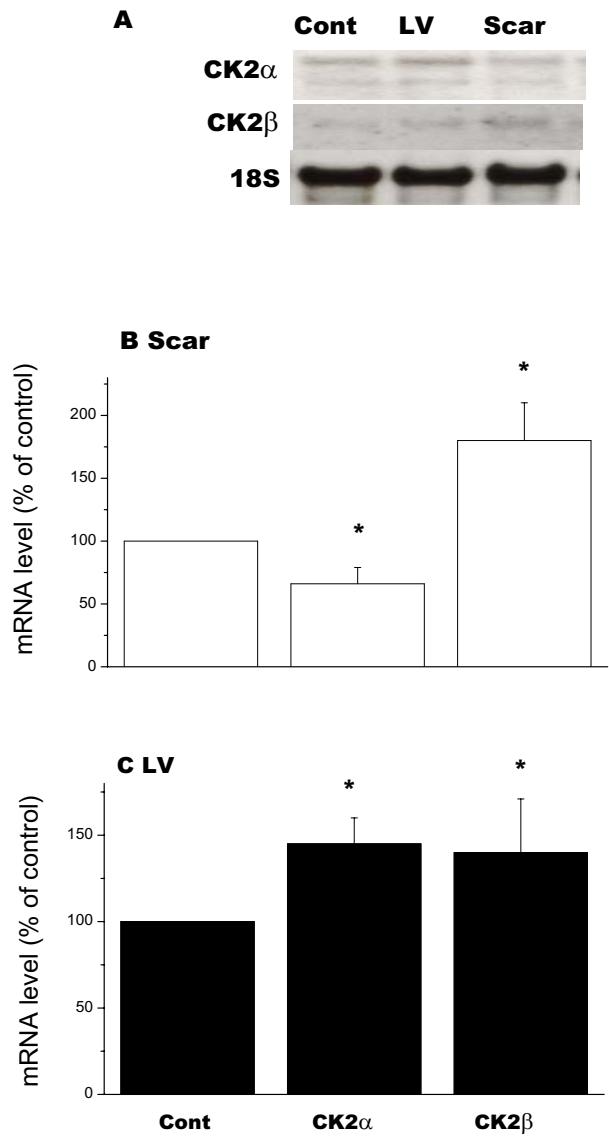 A
Cont LV Scar
CK2α
CK2β
18S
B Scar
mRNA level (% of control)
200
150
100
50
0
*
*
C LV
mRNA level (% of control)
150
100
50
0
*
*
Cont CK2α CK2β